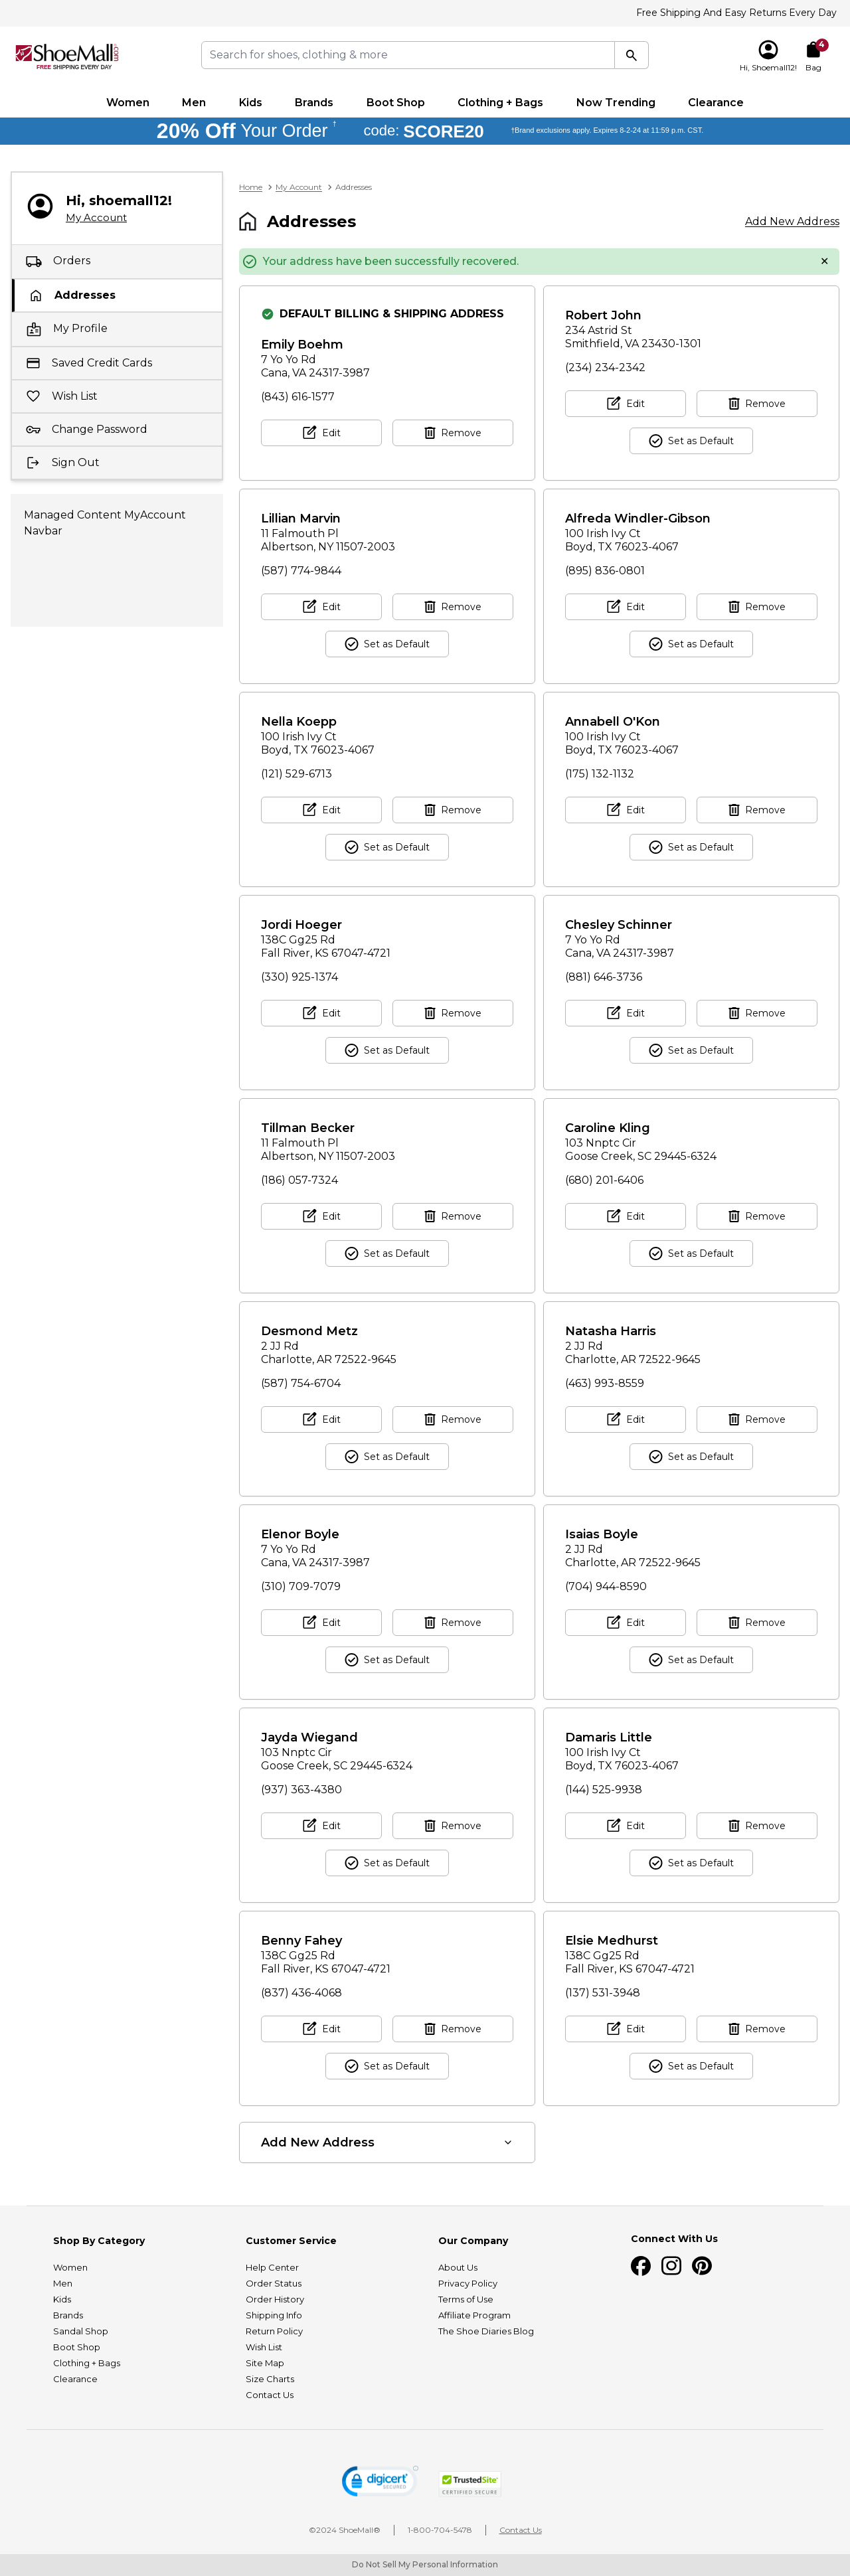 Free Shipping And Easy Returns Every Day
ShoeMall.com
FREE SHIPPING EVERY DAY
Search for shoes, clothing & more
Hi, Shoemall12!
4
Bag
Women Men Kids Brands Boot Shop Clothing + Bags Now Trending Clearance
20% Off Your Order † code: SCORE20 †Brand exclusions apply. Expires 8-2-24 at 11:59 p.m. CST.
Hi, shoemall12!
My Account
Orders
Addresses
My Profile
Saved Credit Cards
Wish List
Change Password
Sign Out
Managed Content MyAccount
Navbar
Home > My Account > Addresses
Addresses
Add New Address
Your address have been successfully recovered.
DEFAULT BILLING & SHIPPING ADDRESS
Emily Boehm
7 Yo Yo Rd
Cana, VA 24317-3987
(843) 616-1577
Edit Remove
Robert John
234 Astrid St
Smithfield, VA 23430-1301
(234) 234-2342
Edit Remove
Set as Default
Lillian Marvin
11 Falmouth Pl
Albertson, NY 11507-2003
(587) 774-9844
Edit Remove
Set as Default
Alfreda Windler-Gibson
100 Irish Ivy Ct
Boyd, TX 76023-4067
(895) 836-0801
Edit Remove
Set as Default
Nella Koepp
100 Irish Ivy Ct
Boyd, TX 76023-4067
(121) 529-6713
Edit Remove
Set as Default
Annabell O'Kon
100 Irish Ivy Ct
Boyd, TX 76023-4067
(175) 132-1132
Edit Remove
Set as Default
Jordi Hoeger
138C Gg25 Rd
Fall River, KS 67047-4721
(330) 925-1374
Edit Remove
Set as Default
Chesley Schinner
7 Yo Yo Rd
Cana, VA 24317-3987
(881) 646-3736
Edit Remove
Set as Default
Tillman Becker
11 Falmouth Pl
Albertson, NY 11507-2003
(186) 057-7324
Edit Remove
Set as Default
Caroline Kling
103 Nnptc Cir
Goose Creek, SC 29445-6324
(680) 201-6406
Edit Remove
Set as Default
Desmond Metz
2 JJ Rd
Charlotte, AR 72522-9645
(587) 754-6704
Edit Remove
Set as Default
Natasha Harris
2 JJ Rd
Charlotte, AR 72522-9645
(463) 993-8559
Edit Remove
Set as Default
Elenor Boyle
7 Yo Yo Rd
Cana, VA 24317-3987
(310) 709-7079
Edit Remove
Set as Default
Isaias Boyle
2 JJ Rd
Charlotte, AR 72522-9645
(704) 944-8590
Edit Remove
Set as Default
Jayda Wiegand
103 Nnptc Cir
Goose Creek, SC 29445-6324
(937) 363-4380
Edit Remove
Set as Default
Damaris Little
100 Irish Ivy Ct
Boyd, TX 76023-4067
(144) 525-9938
Edit Remove
Set as Default
Benny Fahey
138C Gg25 Rd
Fall River, KS 67047-4721
(837) 436-4068
Edit Remove
Set as Default
Elsie Medhurst
138C Gg25 Rd
Fall River, KS 67047-4721
(137) 531-3948
Edit Remove
Set as Default
Add New Address
Shop By Category
Women
Men
Kids
Brands
Sandal Shop
Boot Shop
Clothing + Bags
Clearance
Customer Service
Help Center
Order Status
Order History
Shipping Info
Return Policy
Wish List
Site Map
Size Charts
Contact Us
Our Company
About Us
Privacy Policy
Terms of Use
Affiliate Program
The Shoe Diaries Blog
Connect With Us
digicert
SECURED
TrustedSite
CERTIFIED SECURE
©2024 ShoeMall® | 1-800-704-5478 | Contact Us
Do Not Sell My Personal Information